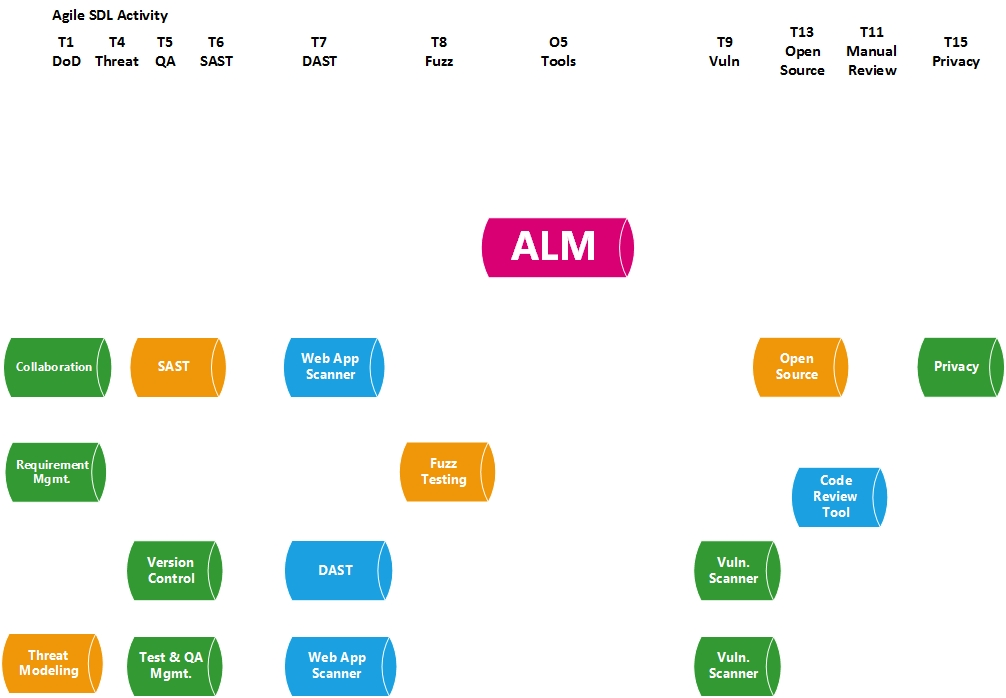 Agile SDL Activity
T1
DoD
T4
Threat
T5
QA
T6
SAST
T7
DAST
T8
Fuzz
O5
Tools
T9
Vuln
T13
Open
Source
T11
Manual
Review
T15
Privacy
ALM
Collaboration
SAST
Web App
Scanner
Open
Source
Privacy
Requirement
Mgmt.
Fuzz
Testing
Code
Review
Tool
Version
Control
DAST
Vuln.
Scanner
Threat
Modeling
Test & QA
Mgmt.
Web App
Scanner
Vuln.
Scanner